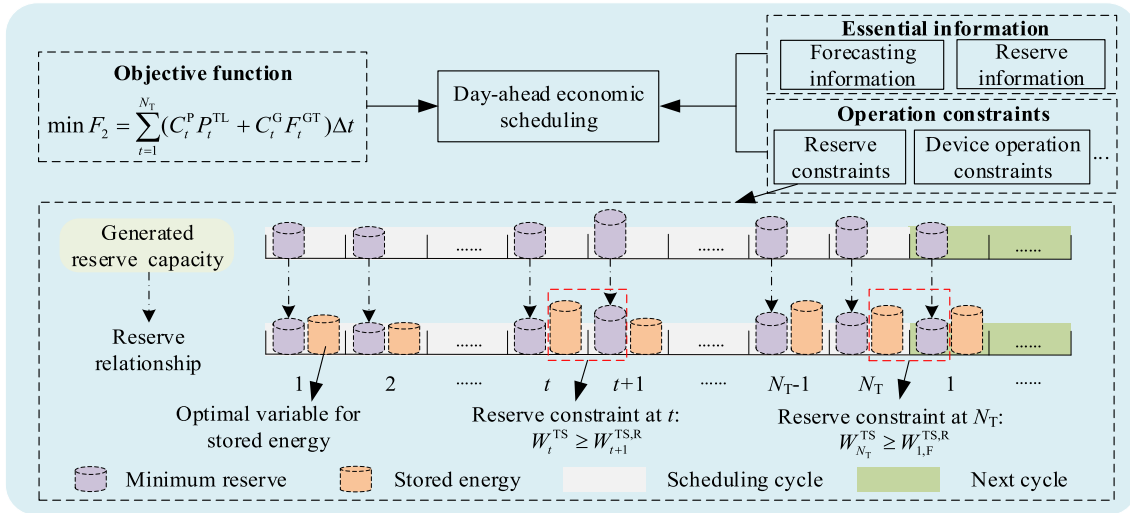 Objective function
min F₂ = ∑_{t=1}^{N_T} (C_t^P P_t^{TL} + C_t^G F_t^{GT})Δt
Day-ahead economic
scheduling
Essential information
Forecasting
information
Reserve
information
Operation constraints
Reserve
constraints
Device operation
constraints
...
Generated
reserve capacity
...... ...... ...... ......
Reserve
relationship
...... ...... ...... ......
1 2 ...... t t+1 ...... N_T-1 N_T 1 ......
Optimal variable for
stored energy
Reserve constraint at t:
W_t^{TS} ≥ W_{t+1}^{TS,R}
Reserve constraint at N_T:
W_{N_T}^{TS} ≥ W_{1,F}^{TS,R}
Minimum reserve
Stored energy
Scheduling cycle
Next cycle